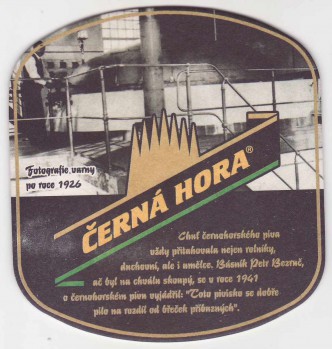 Fotografie varny
po roce 1926
ČERNÁ HORA®
Chuť černohorského piva
vždy přitahovala nejen rolníky,
duchovní, ale i umělce. Básník Petr Bezruč,
ač byl na chválu skoupý, se v roce 1941
o černohorském pivu vyjádřil: "Toto pivisko se dobře
pilo na rozdíl od břeček příbuzných".